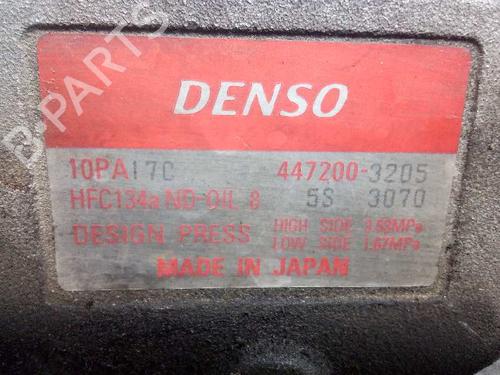 DENSO
10PA17C 447200-3205
HFC134a ND-OIL 8 5S 3070
DESIGN PRESS HIGH SIDE 3.53MPa
LOW SIDE 1.67MPa
MADE IN JAPAN
B-PARTS